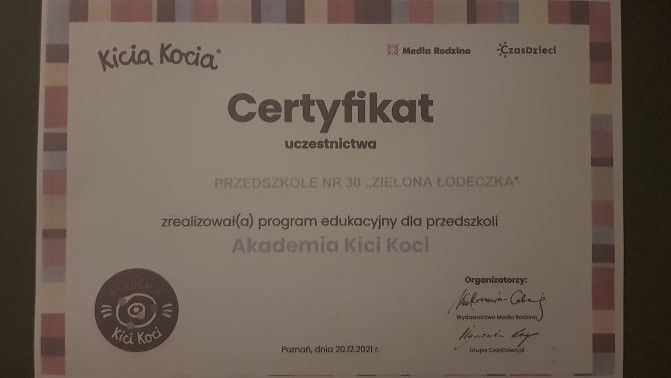 Kicia Kocia®
Media Rodzina
CzasDzieci
Certyfikat
uczestnictwa
PRZEDSZKOLE NR 30 „ZIELONA ŁÓDECZKA"
zrealizował(a) program edukacyjny dla przedszkoli
Akademia Kici Koci
Organizatorzy:
Wydawnictwo Media Rodzina
Grupa CzasDzieci.pl
AKADEMIA
Kici Koci
Poznań, dnia 20.12.2021 r.